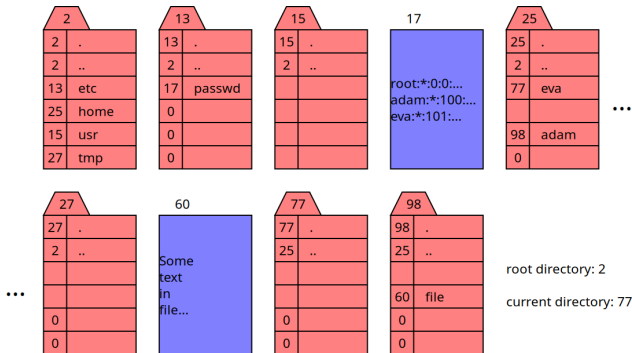 2
2 .
2 ..
13 etc
25 home
15 usr
27 tmp
13
13 .
2 ..
17 passwd
0
0
0
15
15 .
2 ..
17
root:*:0:0:...
adam:*:100:...
eva:*:101:...
25
25 .
2 ..
77 eva
98 adam
0
...
...
27
27 .
2 ..
0
0
60
Some
text
in
file...
77
77 .
25 ..
0
0
98
98 .
25 ..
60 file
0
0
root directory: 2
current directory: 77